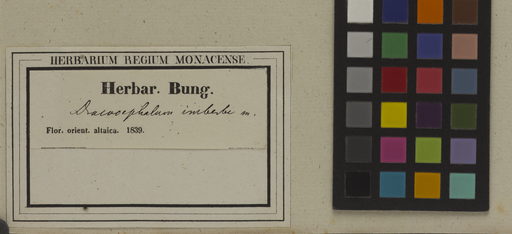 HERBARIUM REGIUM MONACENSE.
Herbar. Bung.
Dracocephalum imberbe m.
Flor. orient. altaica. 1839.